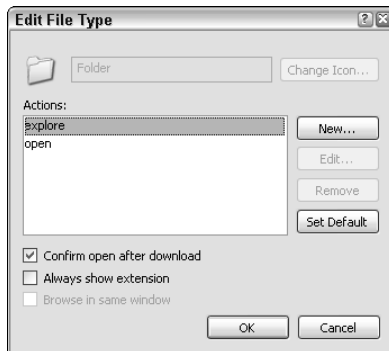 Edit File Type
Folder
Change Icon...
Actions:
explore
open
New...
Edit...
Remove
Set Default
Confirm open after download
Always show extension
Browse in same window
OK
Cancel